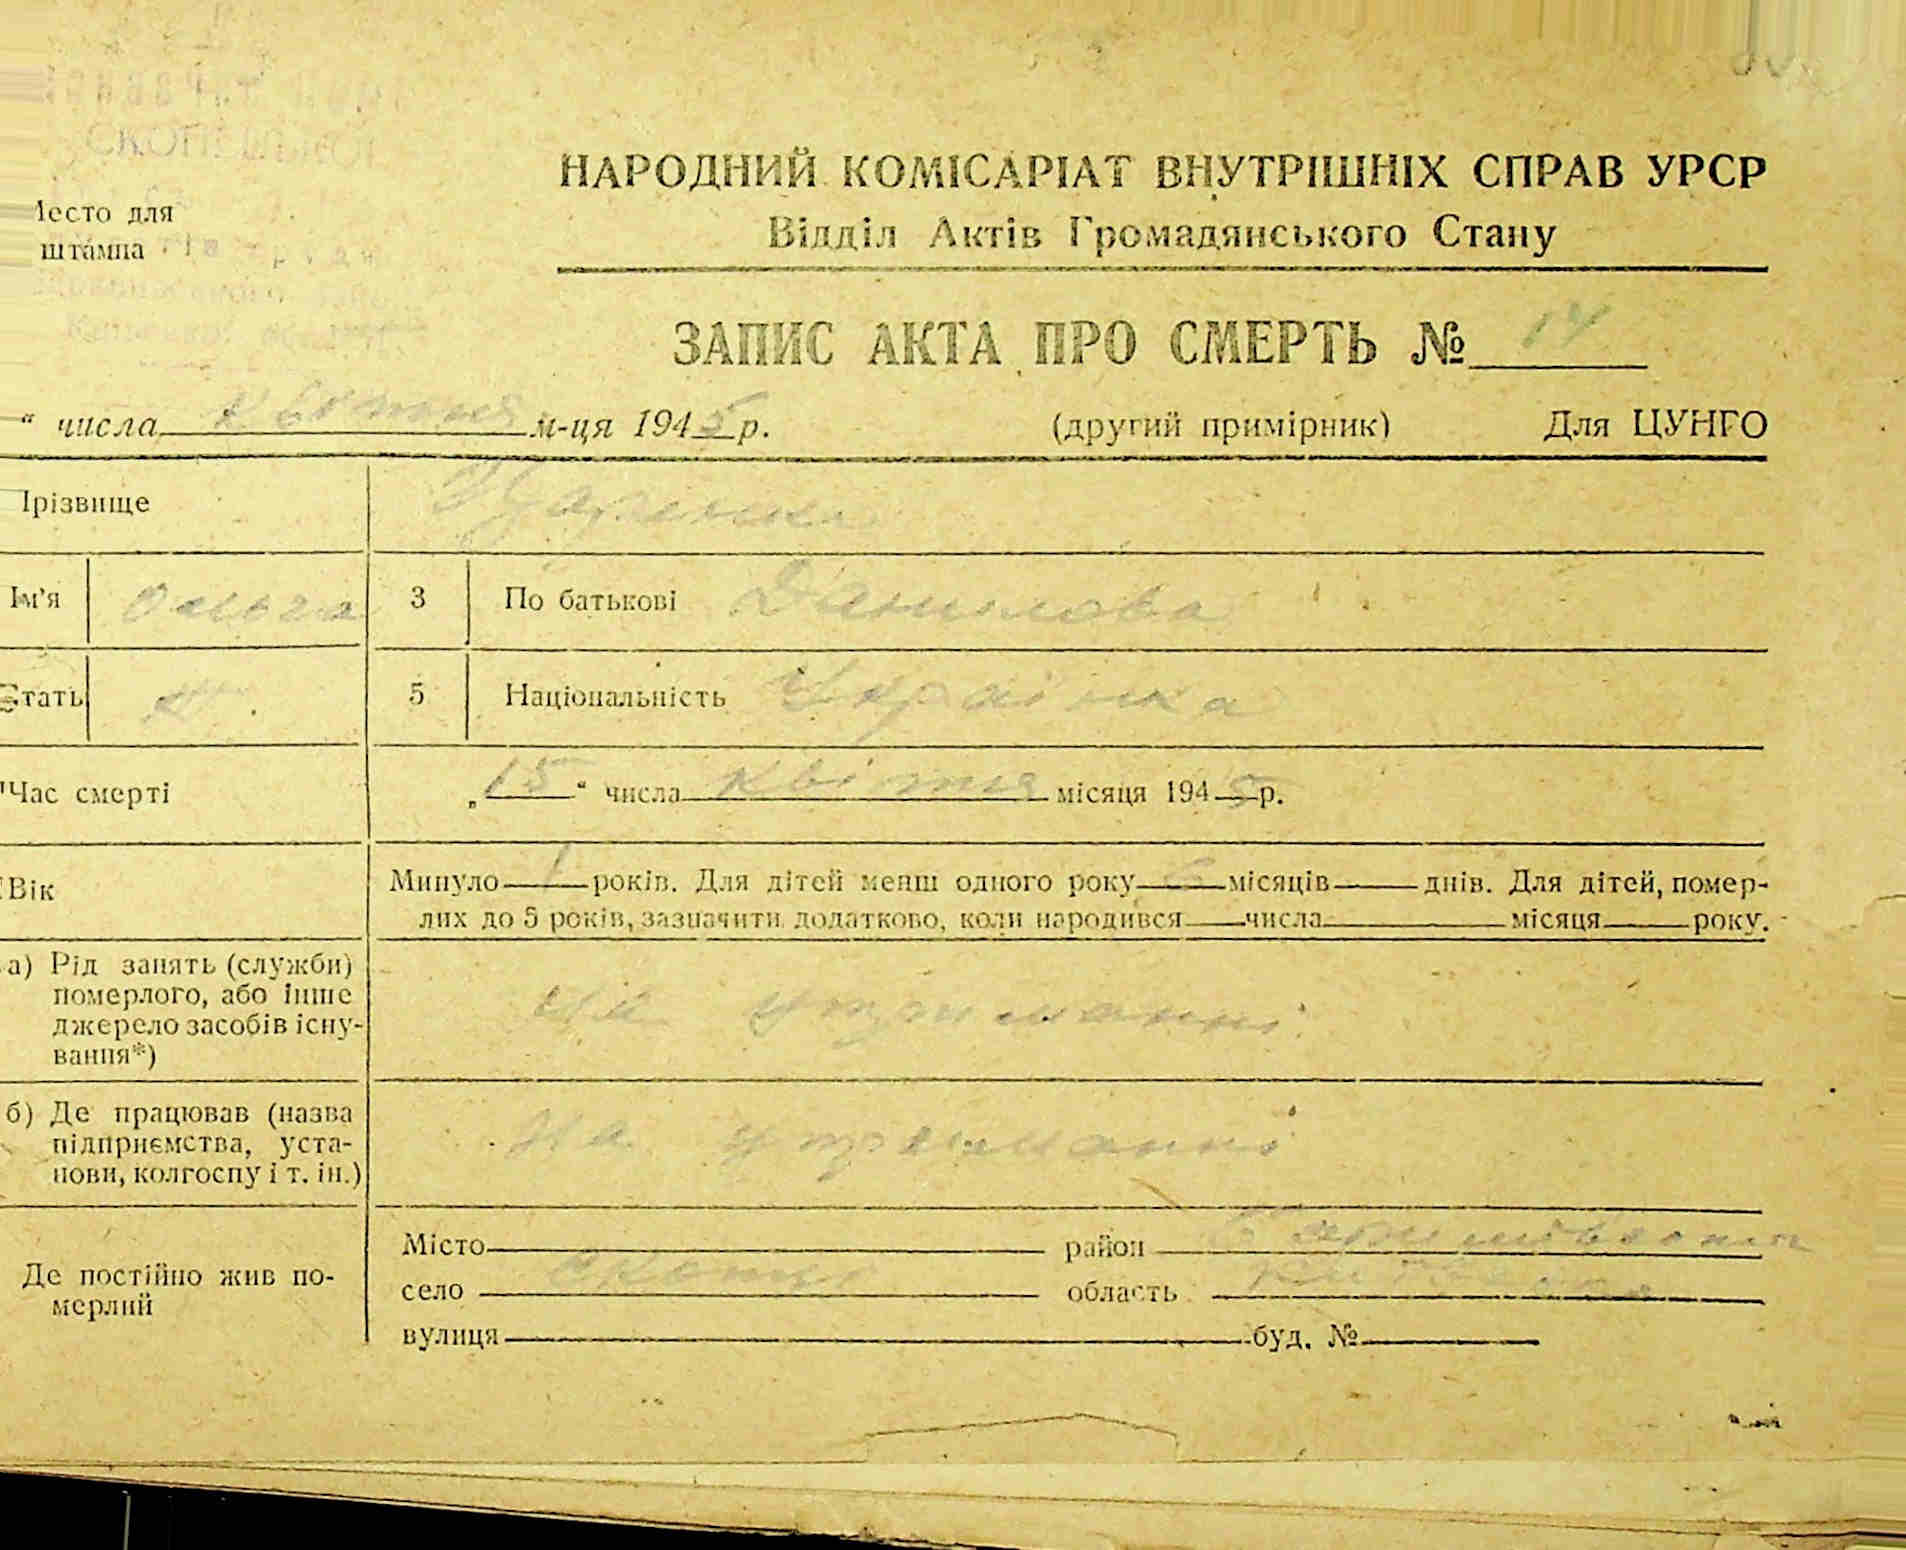 НАРОДНИЙ КОМІСАРІАТ ВНУТРІШНІХ СПРАВ УРСР
Відділ Актів Громадянського Стану
Место для
штампа
ЗАПИС АКТА ПРО СМЕРТЬ № 14
“ числа квітня м-ця 1945 р. (другий примірник) Для ЦУНГО
Прізвище
Ім'я Ольга 3 По батькові Данилова
Стать ж. 5 Національність Українка
Час смерті „15“ числа квітня місяця 1945 р.
Вік Минуло 1 років. Для дітей менш одного року 6 місяців днів. Для дітей, помер-
лих до 5 років, зазначити додатково, коли народився числа місяця року.
а) Рід занять (служби)
померлого, або інше
джерело засобів існу-
вання*)
на утриманні
б) Де працював (назва
підприємства, уста-
нови, колгоспу і т. ін.)
на утриманні
Де постійно жив по-
мерлий
Місто район
село область
вулиця буд. №